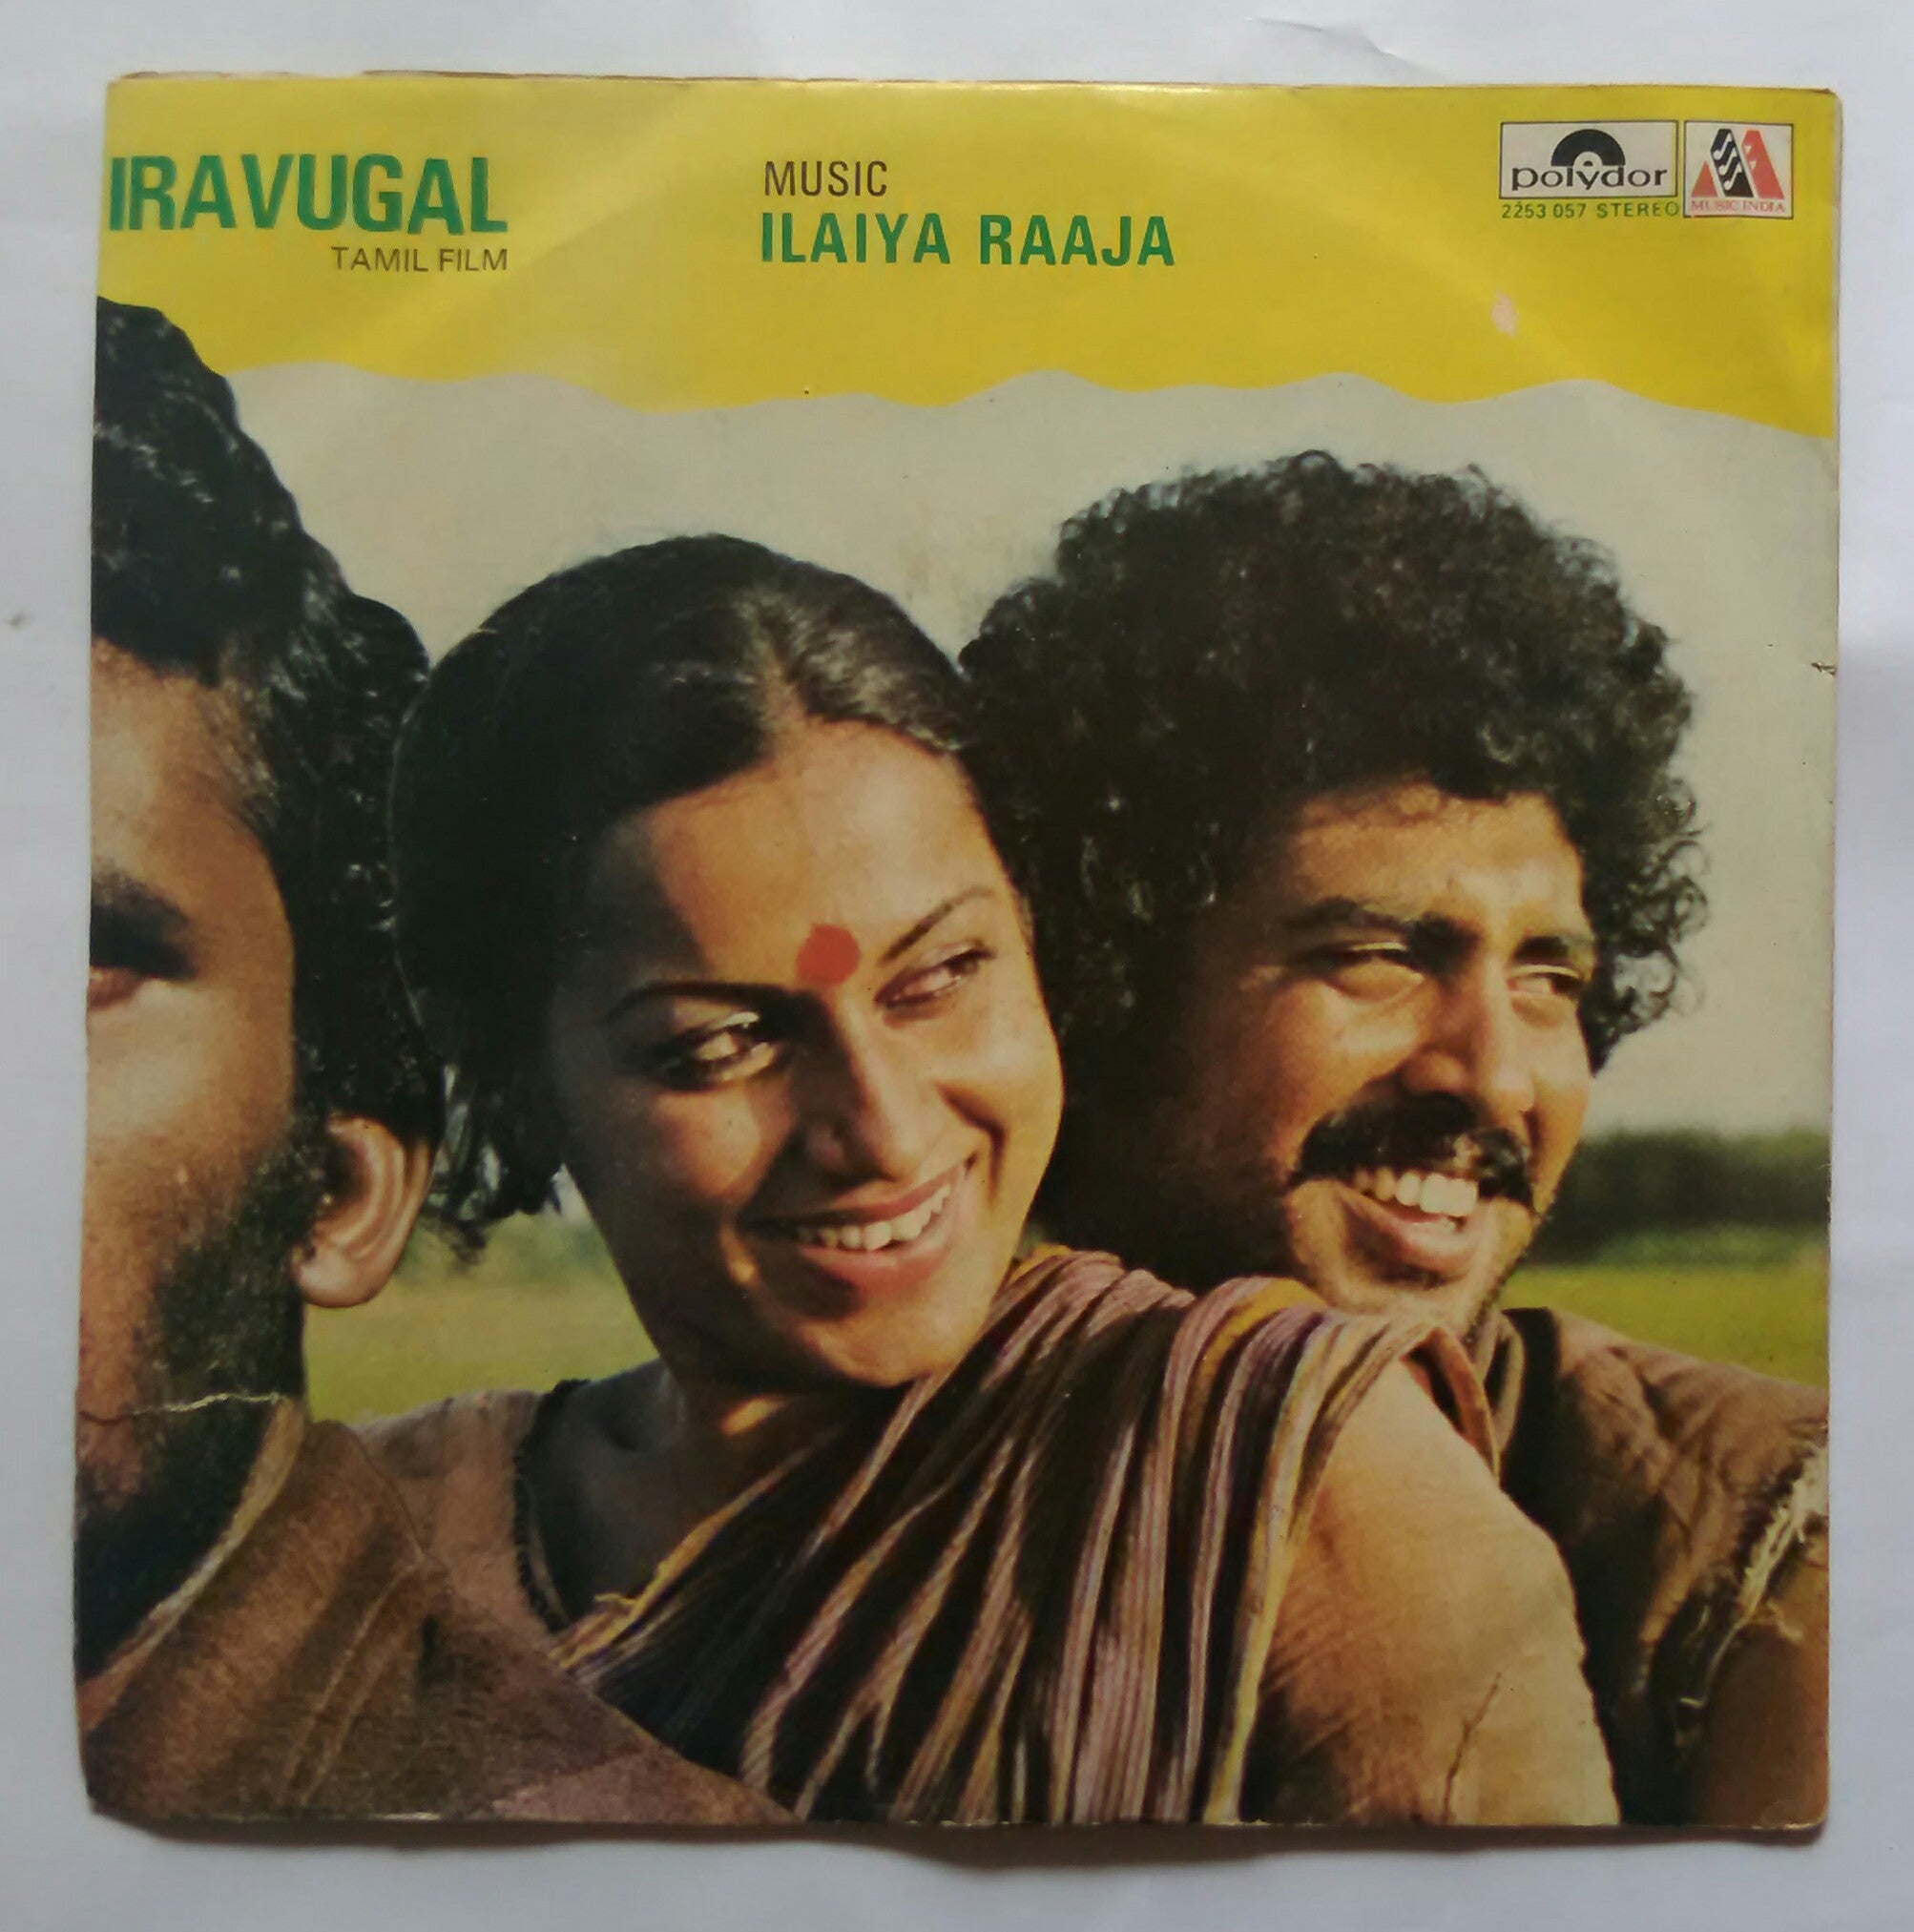 IRAVUGAL
TAMIL FILM
MUSIC
ILAIYA RAAJA
polydor
2253 057 STEREO
MUSIC INDIA